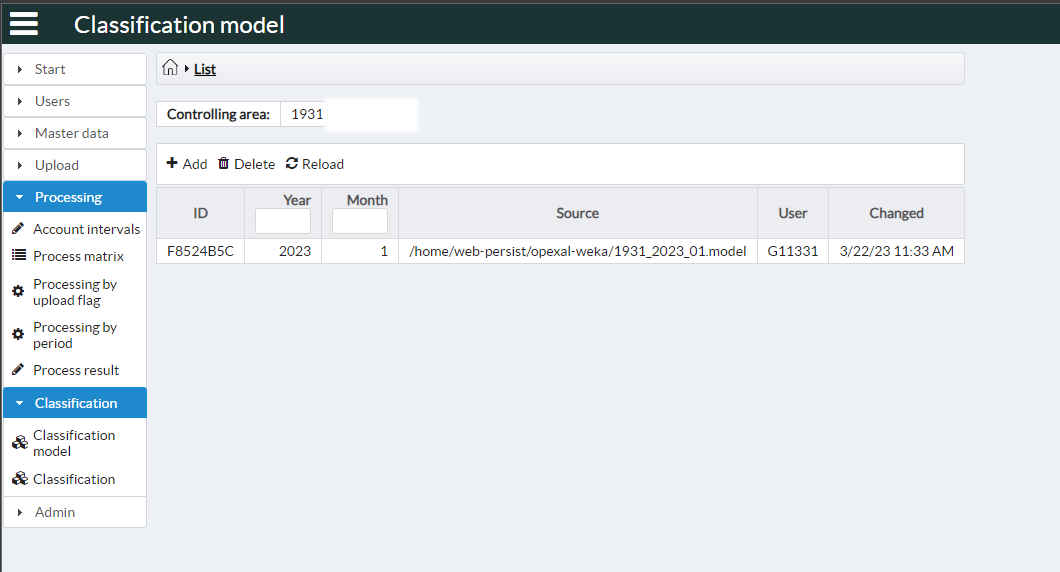 Classification model
Start
Users
Master data
Upload
Processing
Account intervals
Process matrix
Processing by
upload flag
Processing by
period
Process result
Classification
Classification
model
Classification
Admin
List
Controlling area: 1931
Add Delete Reload
ID Year Month Source User Changed
F8524B5C 2023 1 /home/web-persist/opexal-weka/1931_2023_01.model G11331 3/22/23 11:33 AM